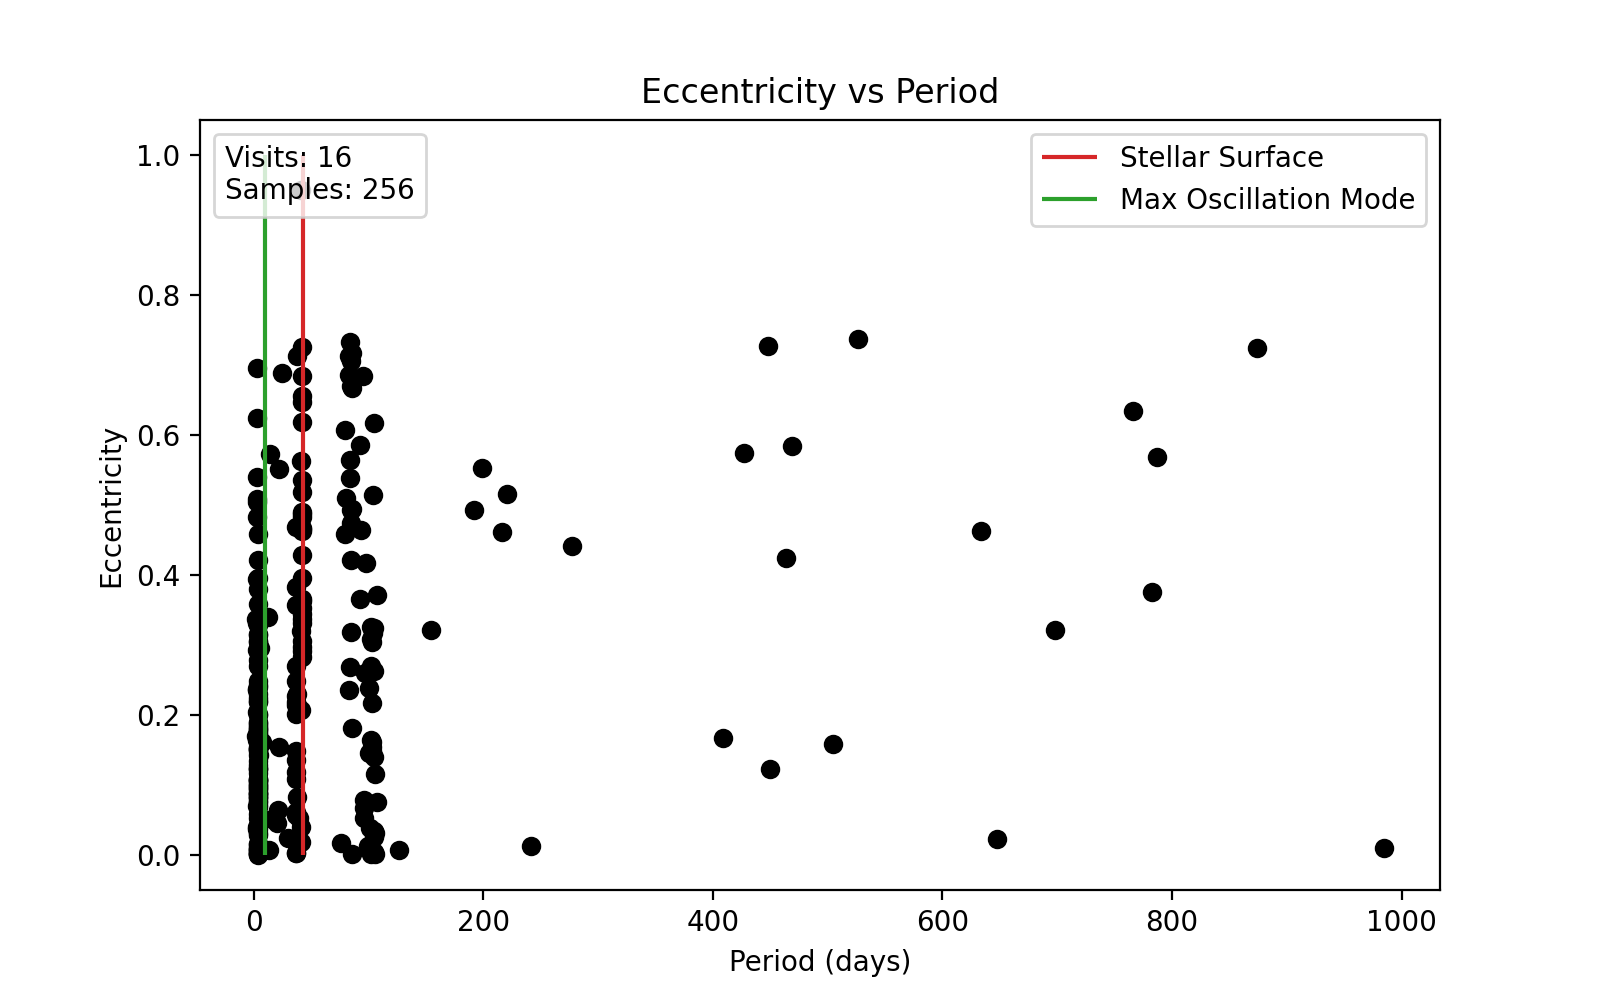 Eccentricity vs Period
Visits: 16
Samples: 256
Stellar Surface
Max Oscillation Mode
Eccentricity
1.0
0.8
0.6
0.4
0.2
0.0
0
200
400
600
800
1000
Period (days)